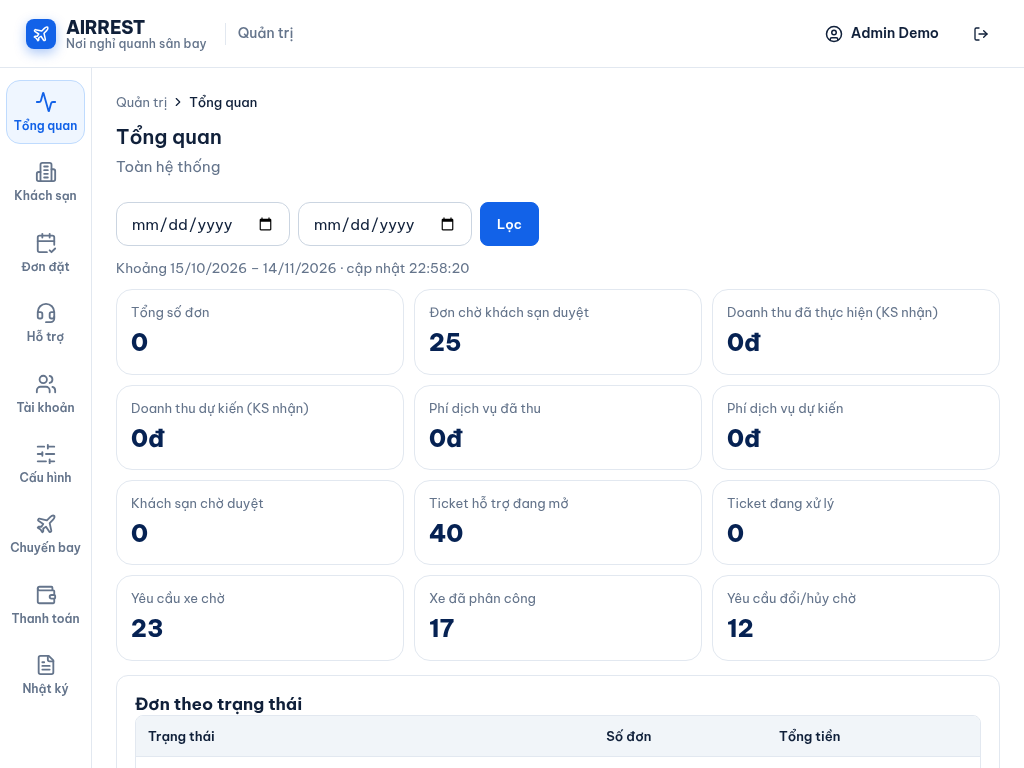 AIRREST
Nơi nghỉ quanh sân bay
Quản trị
Admin Demo
Tổng quan
Khách sạn
Đơn đặt
Hỗ trợ
Tài khoản
Cấu hình
Chuyến bay
Thanh toán
Nhật ký
Quản trị > Tổng quan
Tổng quan
Toàn hệ thống
mm/dd/yyyy mm/dd/yyyy Lọc
Khoảng 15/10/2026 – 14/11/2026 · cập nhật 22:58:20
Tổng số đơn
0
Đơn chờ khách sạn duyệt
25
Doanh thu đã thực hiện (KS nhận)
0đ
Doanh thu dự kiến (KS nhận)
0đ
Phí dịch vụ đã thu
0đ
Phí dịch vụ dự kiến
0đ
Khách sạn chờ duyệt
0
Ticket hỗ trợ đang mở
40
Ticket đang xử lý
0
Yêu cầu xe chờ
23
Xe đã phân công
17
Yêu cầu đổi/hủy chờ
12
Đơn theo trạng thái
Trạng thái Số đơn Tổng tiền